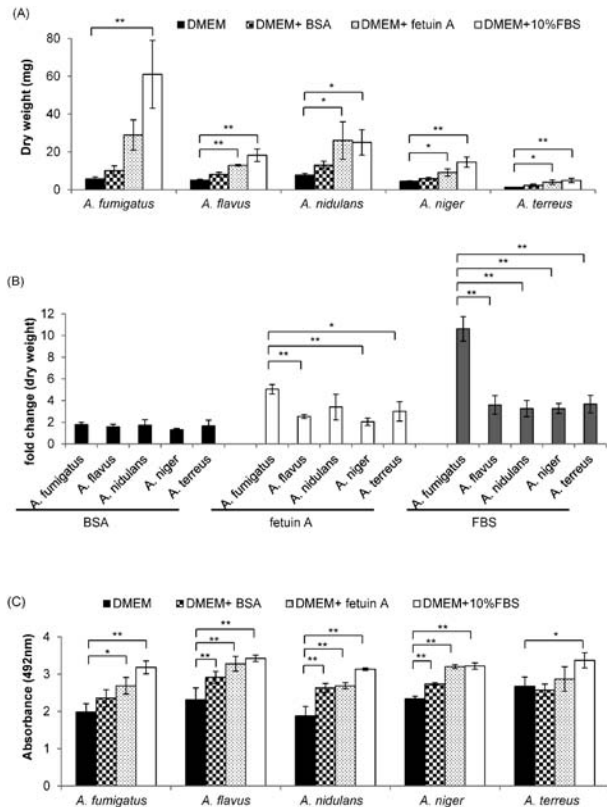 (A)
DMEM DMEM+ BSA DMEM+ fetuin A DMEM+10%FBS
Dry weight (mg)
80
60
40
20
0
** ** ** * * * ** * **
A. fumigatus A. flavus A. nidulans A. niger A. terreus
(B)
fold change (dry weight)
12
10
8
6
4
2
0
* ** ** ** ** ** **
A. fumigatus A. flavus A. nidulans A. niger A. terreus A. fumigatus A. flavus A. nidulans A. niger A. terreus A. fumigatus A. flavus A. nidulans A. niger A. terreus
BSA fetuin A FBS
(C)
DMEM DMEM+ BSA DMEM+ fetuin A DMEM+10%FBS
Absorbance (492nm)
4
3
2
1
0
** * ** ** ** ** ** ** ** ** ** *
A. fumigatus A. flavus A. nidulans A. niger A. terreus